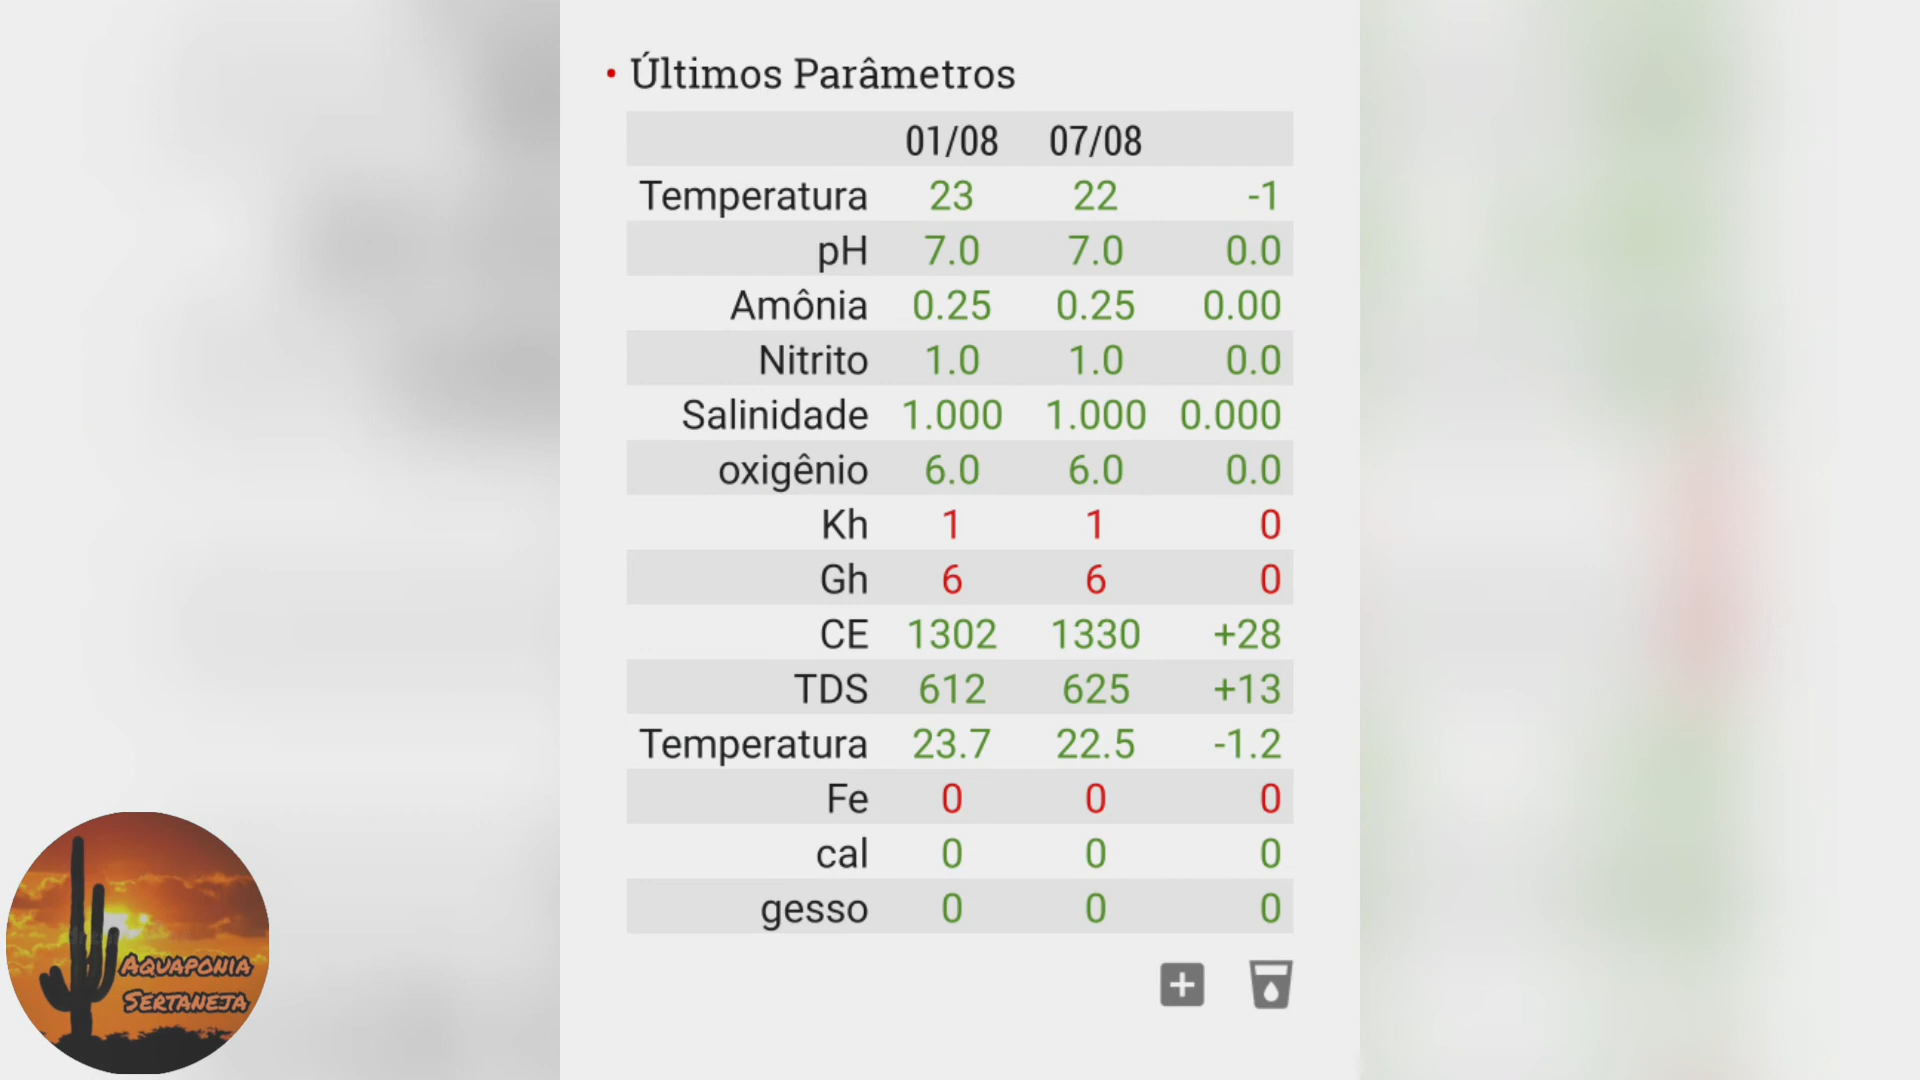 Últimos Parâmetros
01/08 07/08
Temperatura 23 22 -1
pH 7.0 7.0 0.0
Amônia 0.25 0.25 0.00
Nitrito 1.0 1.0 0.0
Salinidade 1.000 1.000 0.000
oxigênio 6.0 6.0 0.0
Kh 1 1 0
Gh 6 6 0
CE 1302 1330 +28
TDS 612 625 +13
Temperatura 23.7 22.5 -1.2
Fe 0 0 0
cal 0 0 0
gesso 0 0 0
AQUAPONIA
SERTANEJA